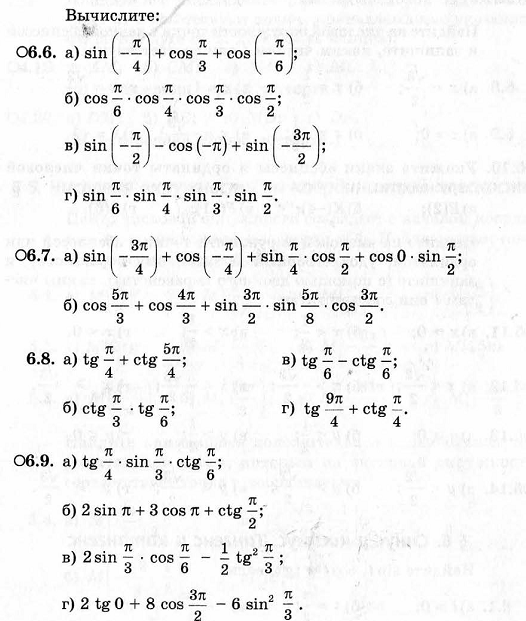 Вычислите:
О6.6. а) sin (−π/4) + cos π/3 + cos (−π/6);
б) cos π/6 · cos π/4 · cos π/3 · cos π/2;
в) sin (−π/2) − cos (−π) + sin (−3π/2);
г) sin π/6 · sin π/4 · sin π/3 · sin π/2.
О6.7. а) sin (−3π/4) + cos (−π/4) + sin π/4 · cos π/2 + cos 0 · sin π/2;
б) cos 5π/3 + cos 4π/3 + sin 3π/2 · sin 5π/8 · cos 3π/2.
6.8. а) tg π/4 + ctg 5π/4; в) tg π/6 − ctg π/6;
б) ctg π/3 · tg π/6; г) tg 9π/4 + ctg π/4.
О6.9. а) tg π/4 · sin π/3 · ctg π/6;
б) 2 sin π + 3 cos π + ctg π/2;
в) 2 sin π/3 · cos π/6 − 1/2 tg² π/3;
г) 2 tg 0 + 8 cos 3π/2 − 6 sin² π/3.